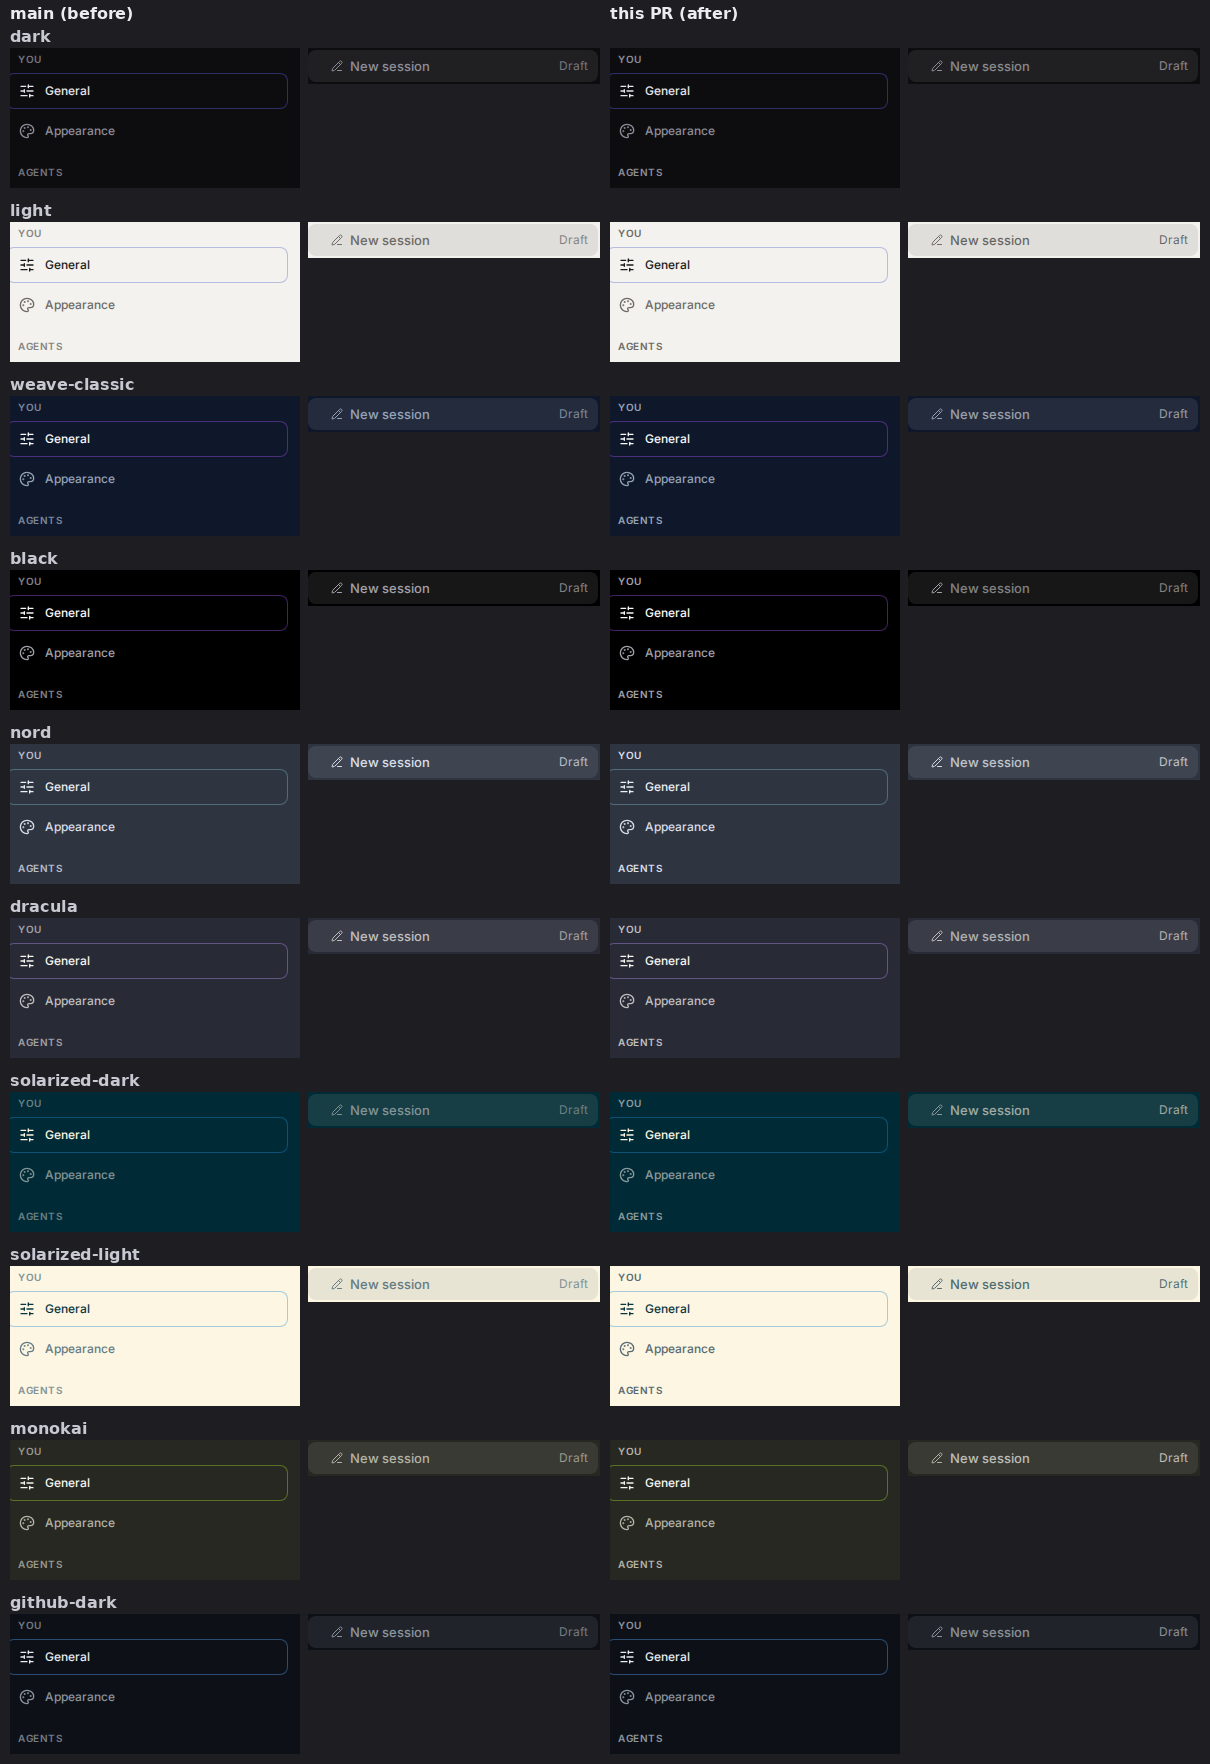 main (before) this PR (after)
dark
YOU New session Draft YOU New session Draft
General General
Appearance Appearance
AGENTS AGENTS
light
YOU New session Draft YOU New session Draft
General General
Appearance Appearance
AGENTS AGENTS
weave-classic
YOU New session Draft YOU New session Draft
General General
Appearance Appearance
AGENTS AGENTS
black
YOU New session Draft YOU New session Draft
General General
Appearance Appearance
AGENTS AGENTS
nord
YOU New session Draft YOU New session Draft
General General
Appearance Appearance
AGENTS AGENTS
dracula
YOU New session Draft YOU New session Draft
General General
Appearance Appearance
AGENTS AGENTS
solarized-dark
YOU New session Draft YOU New session Draft
General General
Appearance Appearance
AGENTS AGENTS
solarized-light
YOU New session Draft YOU New session Draft
General General
Appearance Appearance
AGENTS AGENTS
monokai
YOU New session Draft YOU New session Draft
General General
Appearance Appearance
AGENTS AGENTS
github-dark
YOU New session Draft YOU New session Draft
General General
Appearance Appearance
AGENTS AGENTS